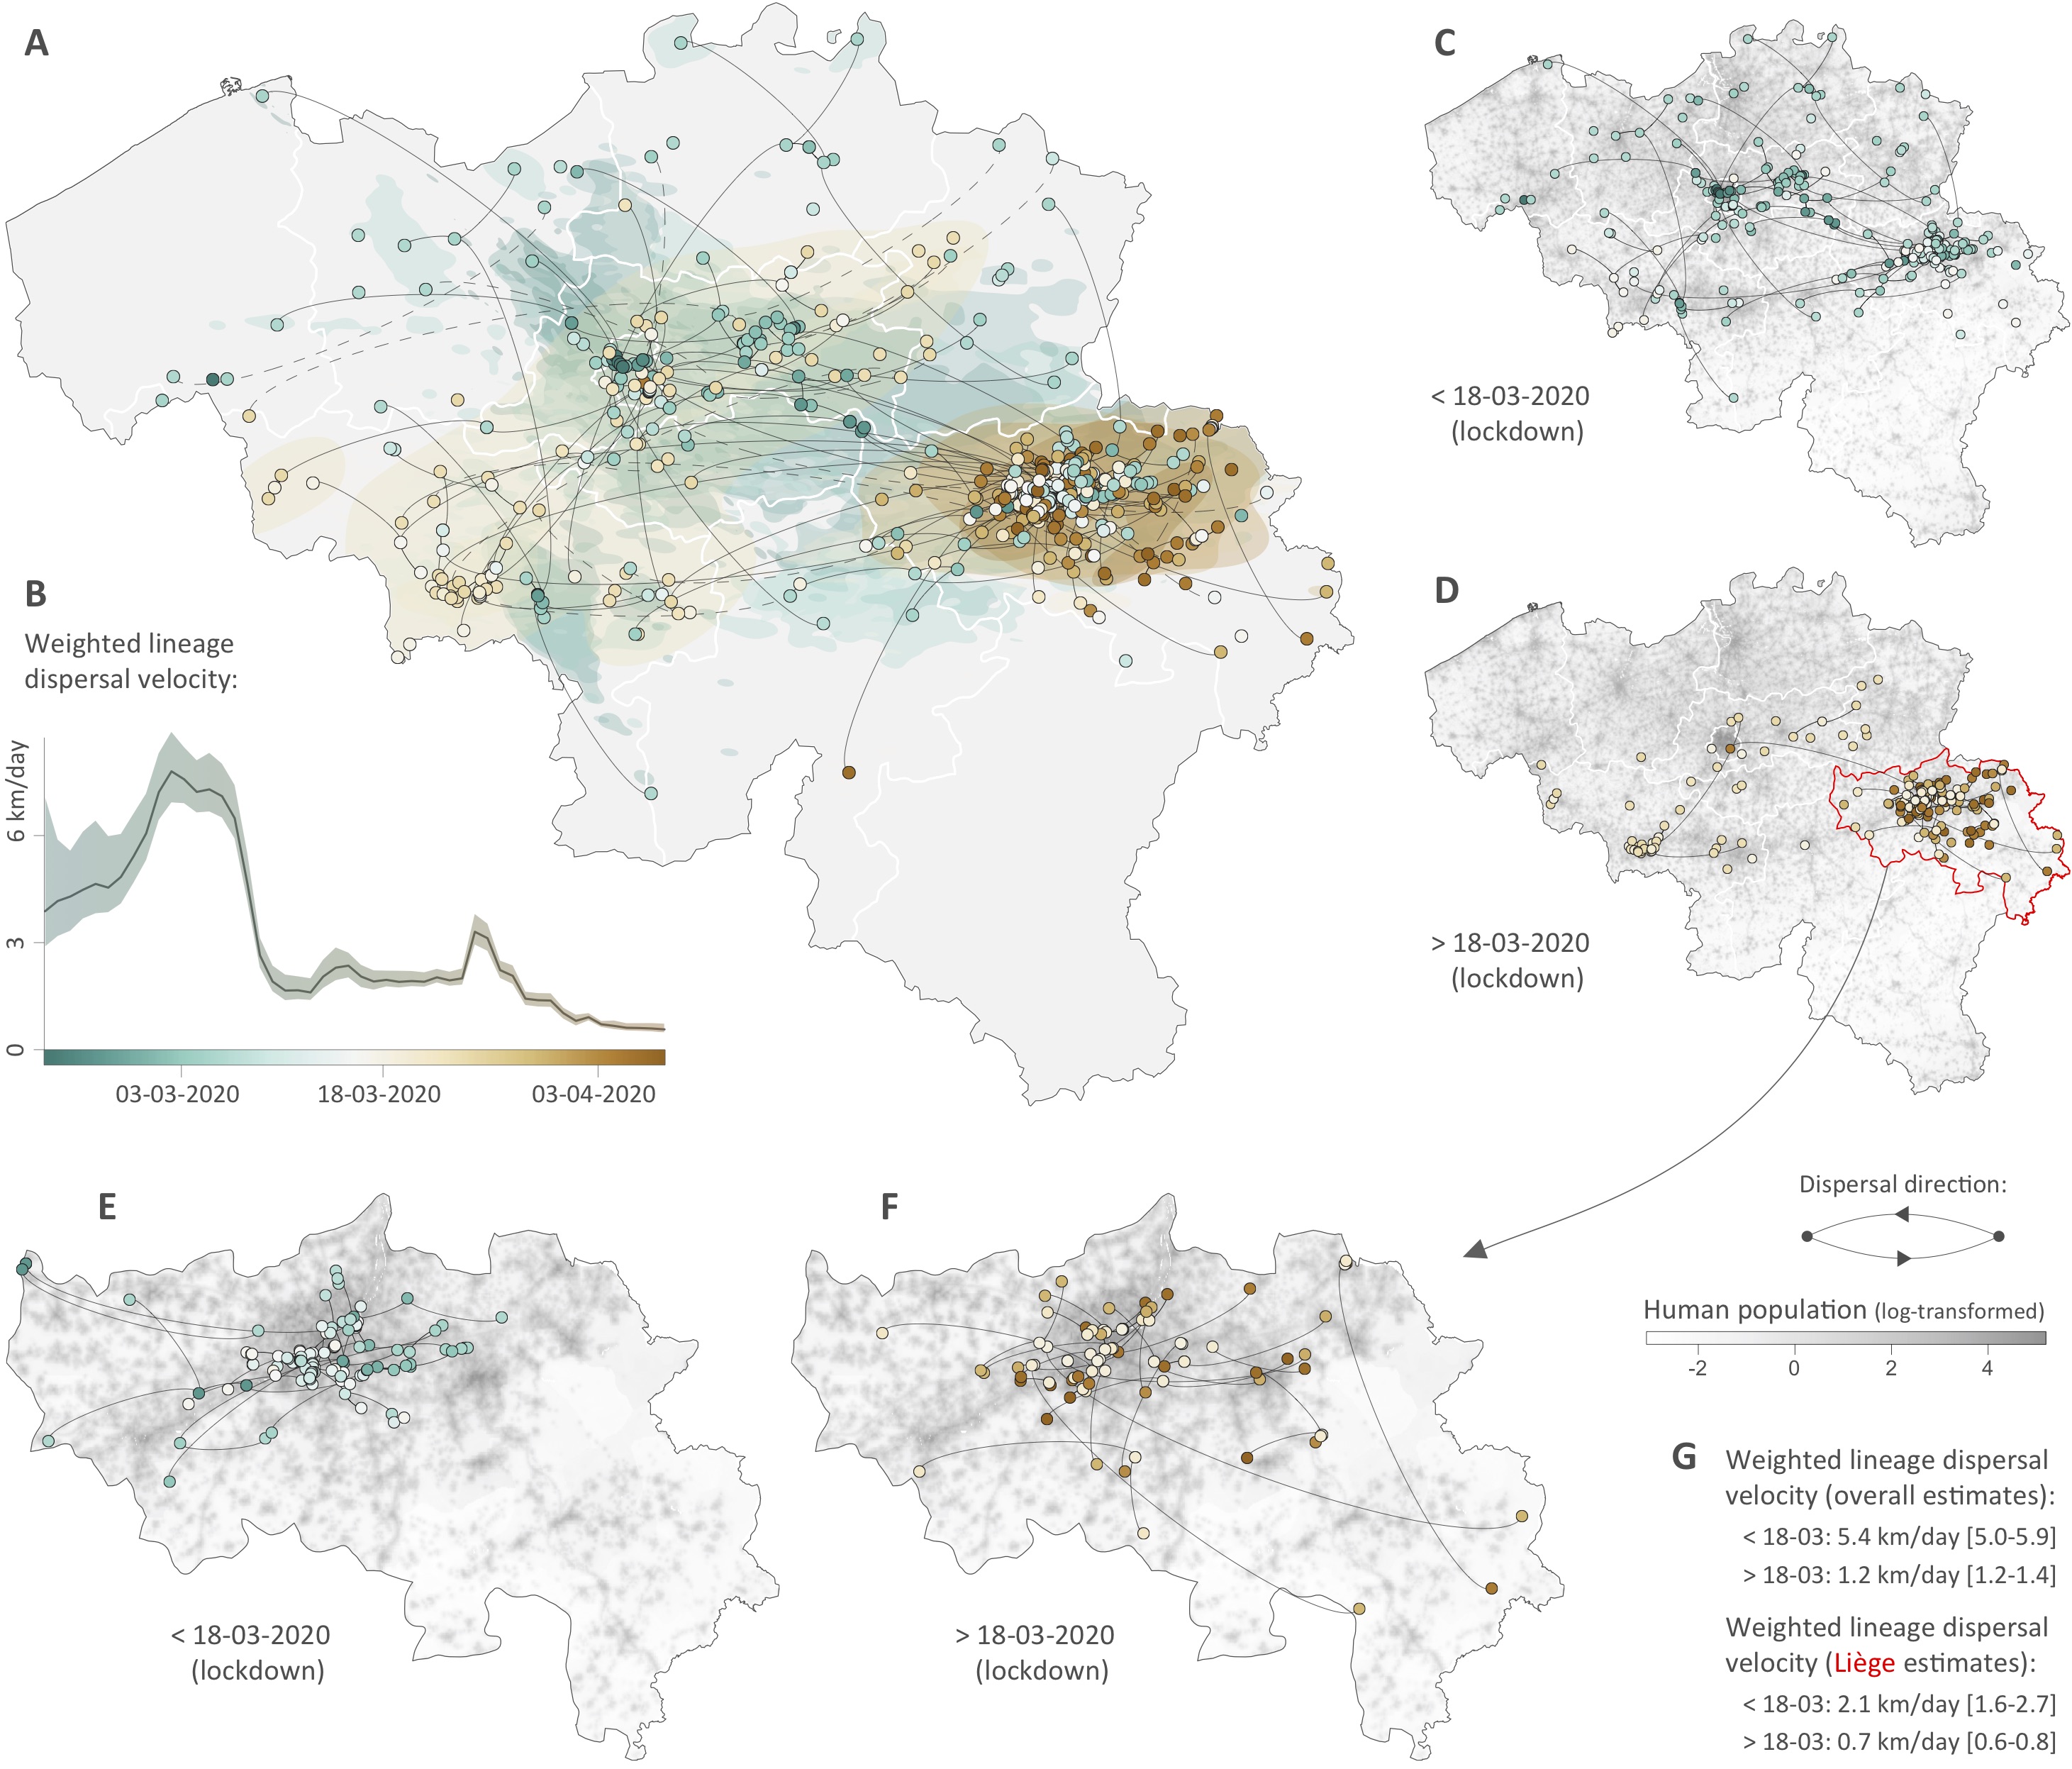 A
B
Weighted lineage
dispersal velocity:
6 km/day
3
0
03-03-2020
18-03-2020
03-04-2020
C
< 18-03-2020
(lockdown)
D
> 18-03-2020
(lockdown)
E
< 18-03-2020
(lockdown)
F
> 18-03-2020
(lockdown)
Dispersal direction:
Human population (log-transformed)
-2 0 2 4
G
Weighted lineage dispersal
velocity (overall estimates):
< 18-03: 5.4 km/day [5.0-5.9]
> 18-03: 1.2 km/day [1.2-1.4]
Weighted lineage dispersal
velocity (Liège estimates):
< 18-03: 2.1 km/day [1.6-2.7]
> 18-03: 0.7 km/day [0.6-0.8]